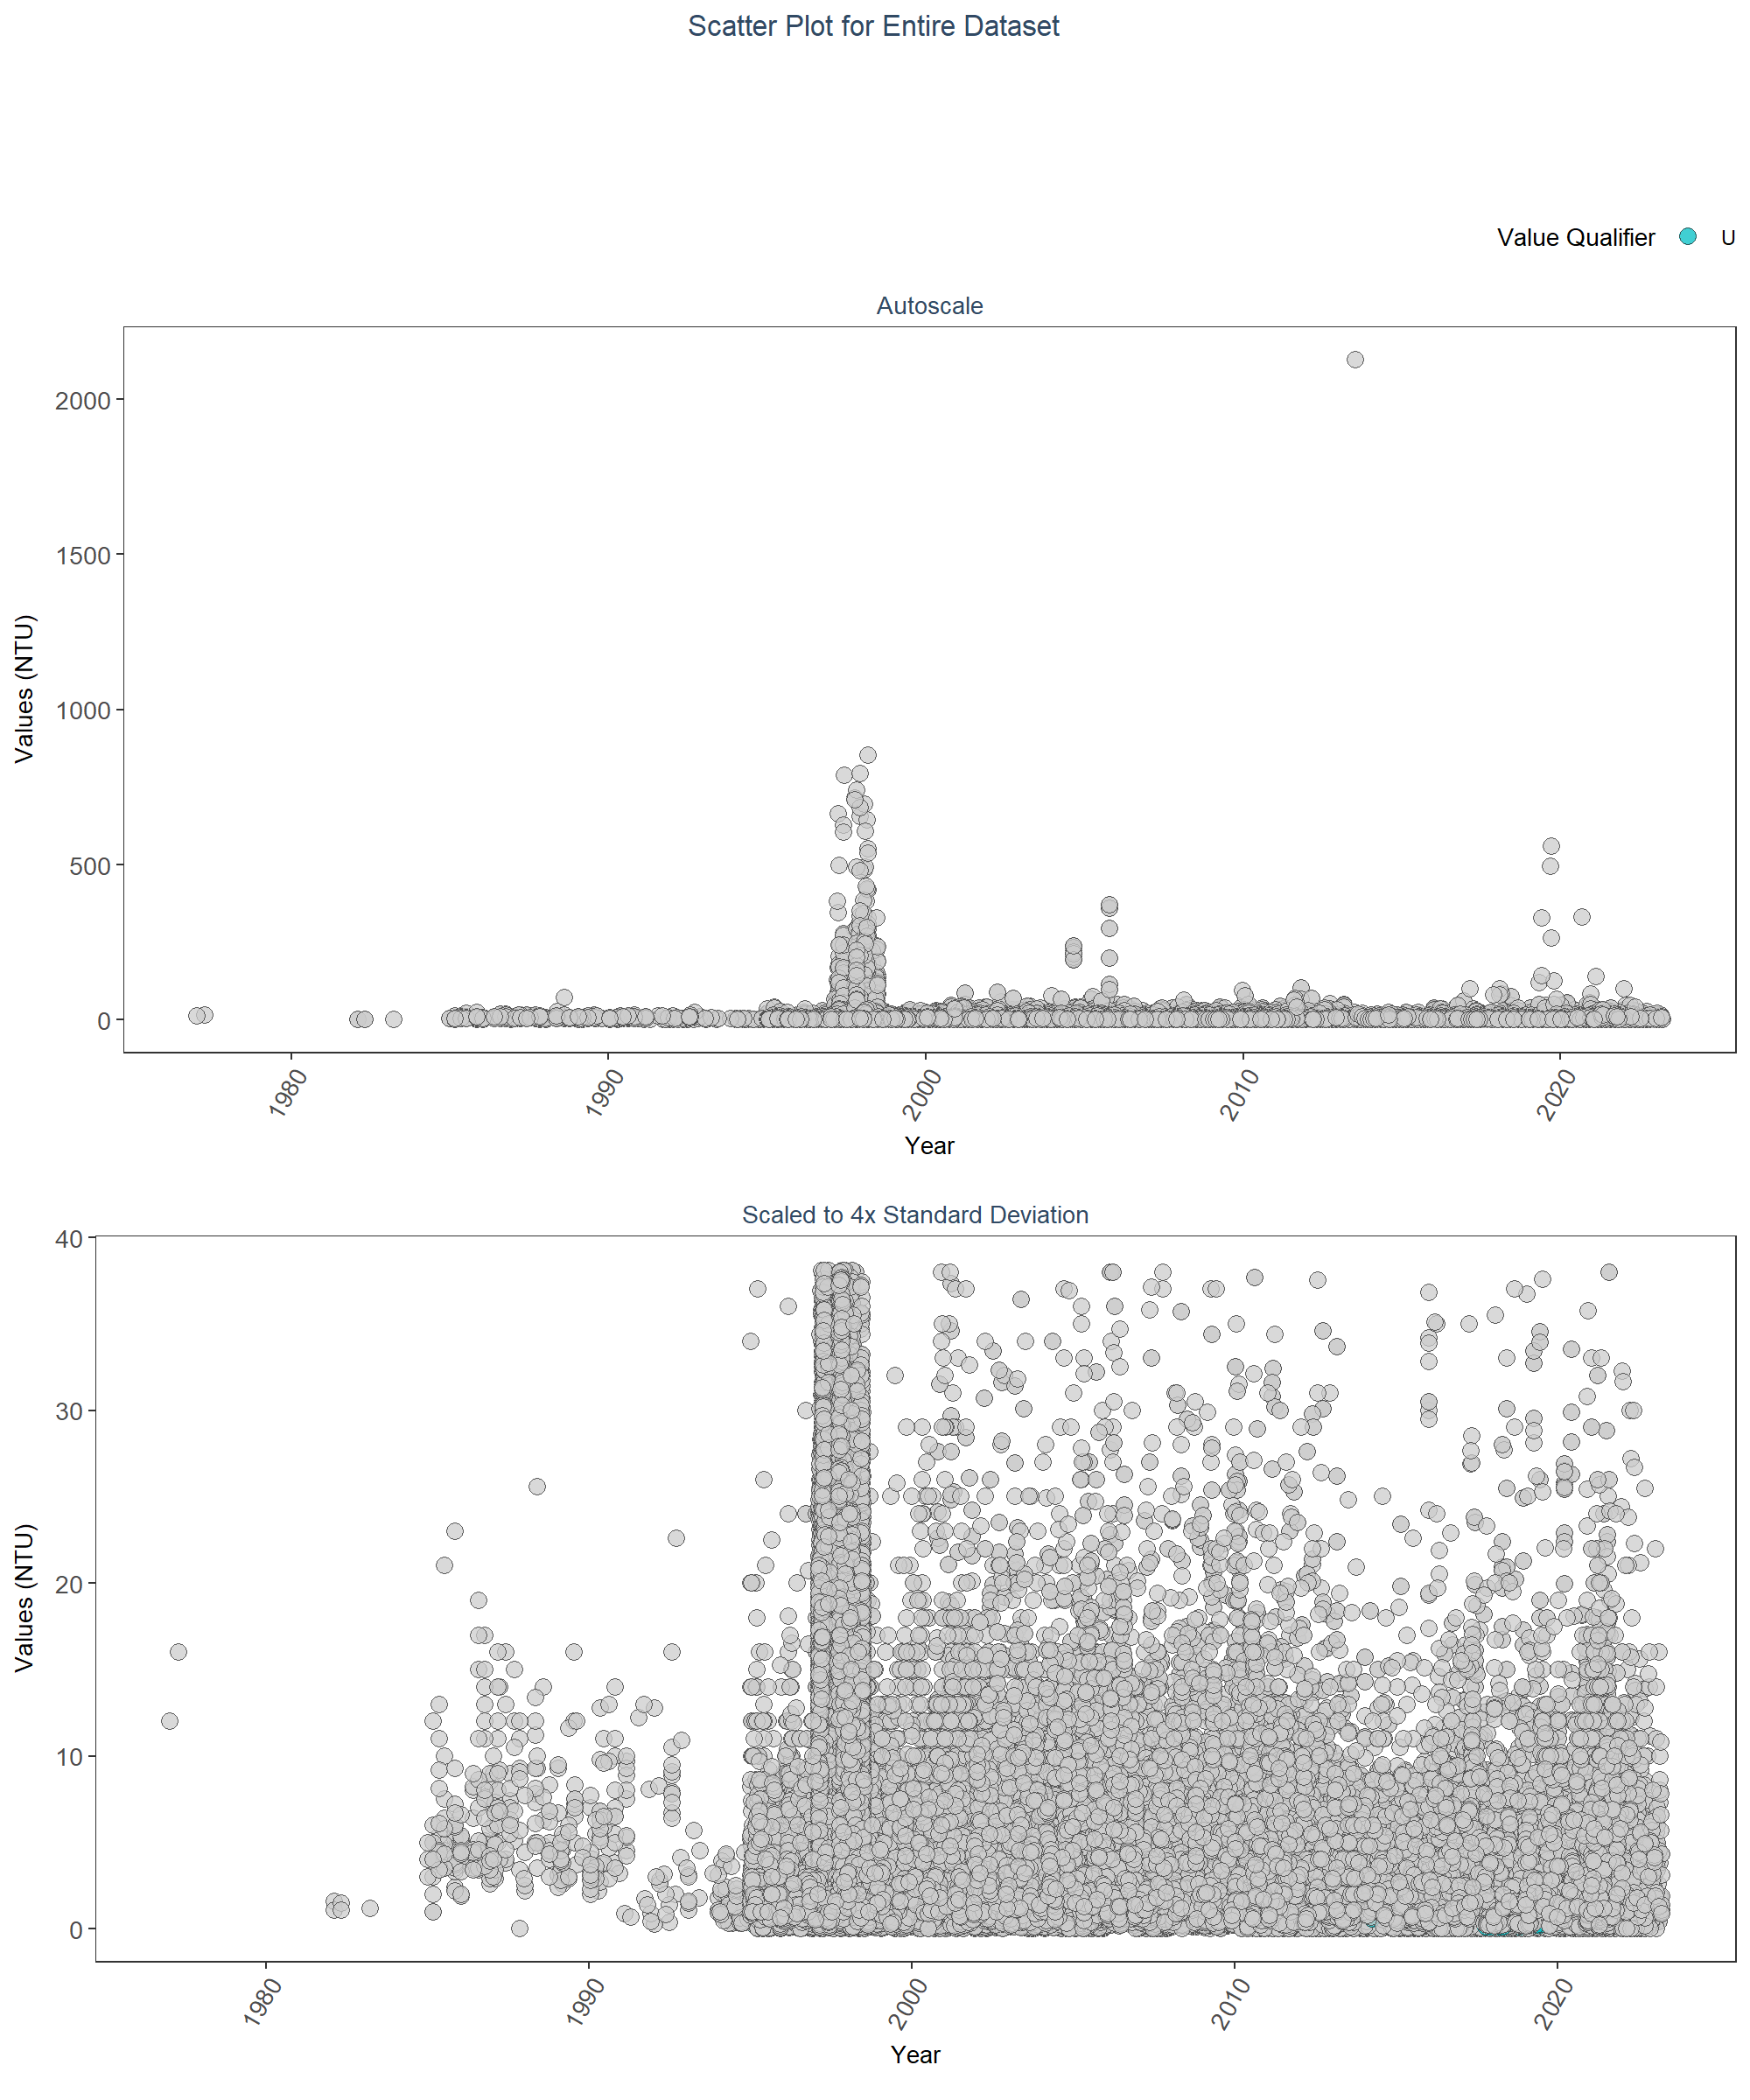 Scatter Plot for Entire Dataset
Value Qualifier U
Autoscale
Values (NTU)
2000
1500
1000
500
0
1980 1990 2000 2010 2020
Year
Scaled to 4x Standard Deviation
Values (NTU)
40
30
20
10
0
1980 1990 2000 2010 2020
Year